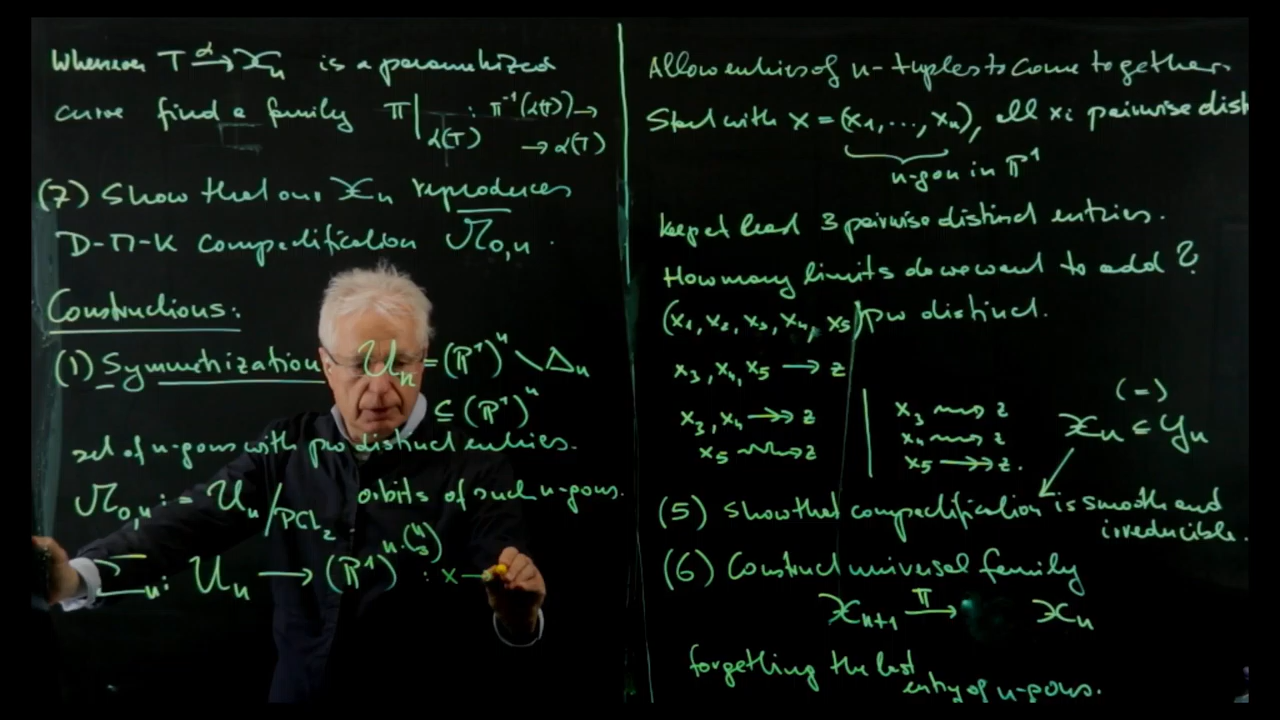 Whenever T →^α 𝒳_n is a parametrized
curve find a family π|_{α(T)} : π⁻¹(α(T)) →
→ α(T)
(7) Show that our 𝒳_n reproduces
D-M-K compactification \overline{ℳ}_{0,n}.
Constructions:
(1) Symmetrization 𝒰_n = (ℙ¹)ⁿ \ Δ_n
⊆ (ℙ¹)ⁿ
set of n-gons with pw distinct entries.
ℳ_{0,n} := 𝒰_n / PGl_2 orbits of such n-gons.
Σ_n : 𝒰_n → (ℙ¹)^{n·(n 3)} : x —
Allow entries of n-tuples to come together.
Start with x = (x_1, ..., x_n), all x_i pairwise dist
n-gon in ℙ¹
keep at least 3 pairwise distinct entries.
How many limits do we want to add ?
(x_1, x_2, x_3, x_4, x_5) pw distinct.
x_3, x_4, x_5 → z
x_3, x_4 →> z
x_5 ⇝ z
x_3 ⇝ z
x_4 ⇝ z
x_5 →> z.
(=)
𝒳_n ⊆ 𝒴_n
(5) Show that compactification is smooth and
irreducible.
(6) Construct universal family
𝒳_{n+1} →^π 𝒳_n
forgetting the last
entry of n-gons.